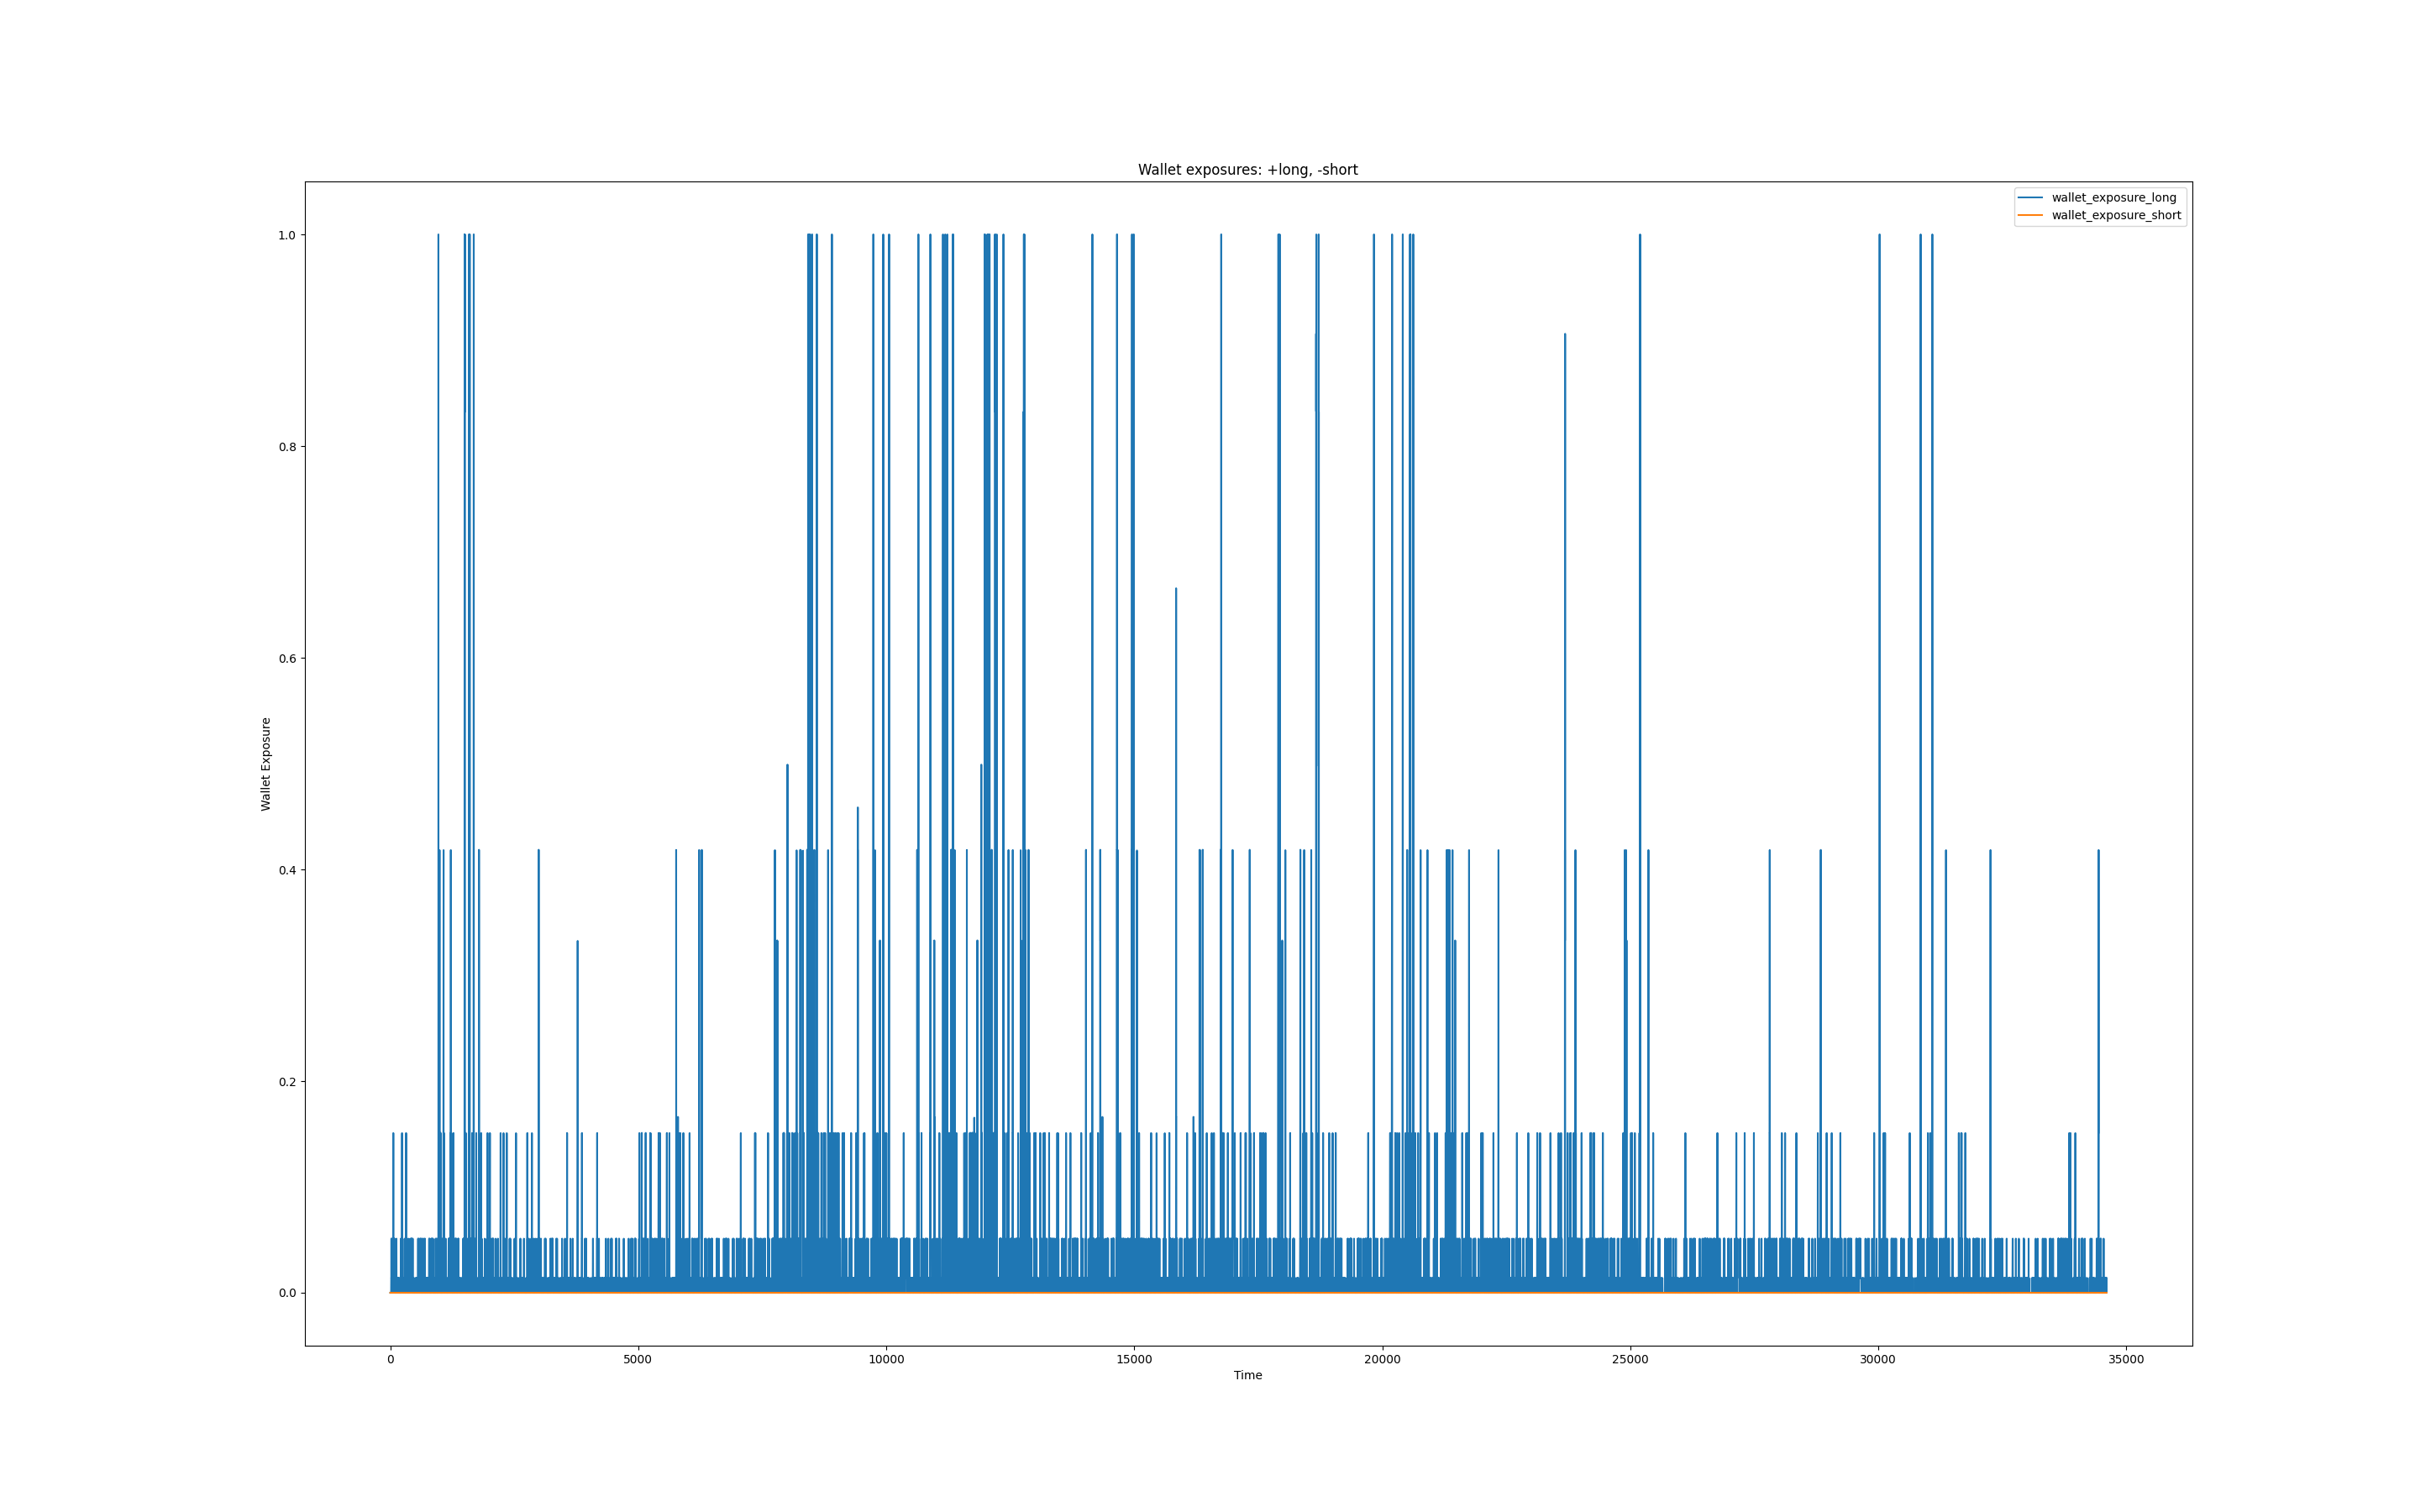 Wallet exposures: +long, -short
wallet_exposure_long
wallet_exposure_short
1.0
0.8
0.6
0.4
0.2
0.0
Wallet Exposure
0 5000 10000 15000 20000 25000 30000 35000
Time